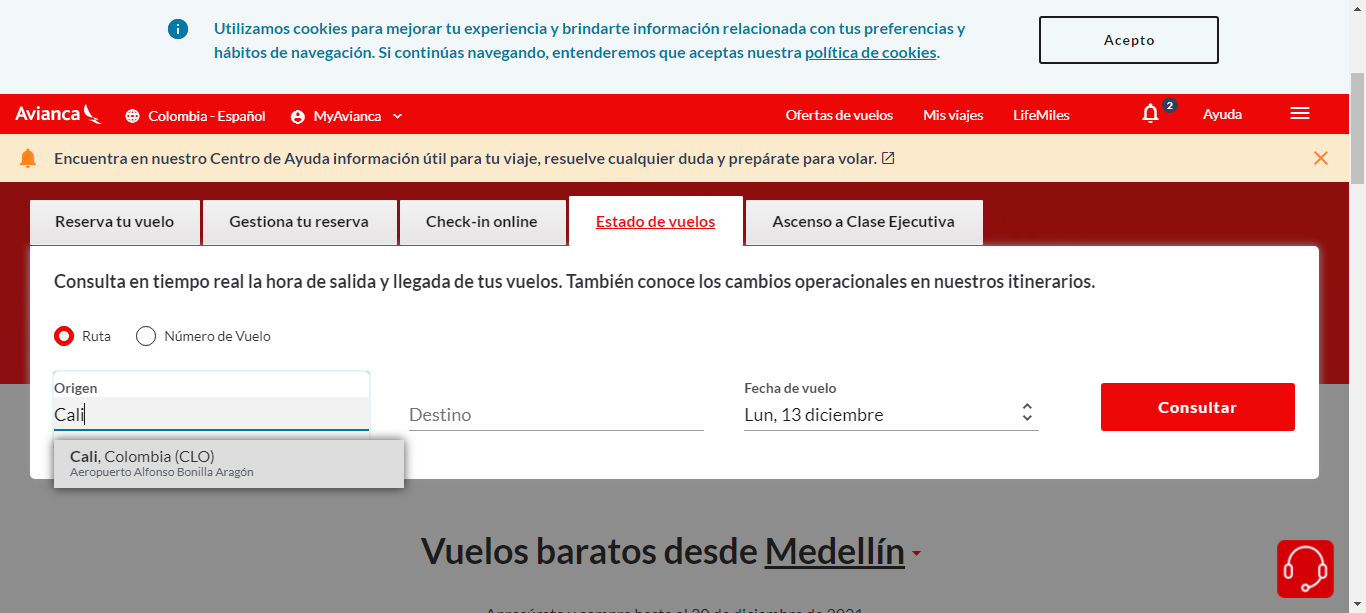 Utilizamos cookies para mejorar tu experiencia y brindarte información relacionada con tus preferencias y
hábitos de navegación. Si continúas navegando, entenderemos que aceptas nuestra política de cookies.
Acepto
Avianca
Colombia - Español
MyAvianca
Ofertas de vuelos
Mis viajes
LifeMiles
2
Ayuda
Encuentra en nuestro Centro de Ayuda información útil para tu viaje, resuelve cualquier duda y prepárate para volar.
Reserva tu vuelo
Gestiona tu reserva
Check-in online
Estado de vuelos
Ascenso a Clase Ejecutiva
Consulta en tiempo real la hora de salida y llegada de tus vuelos. También conoce los cambios operacionales en nuestros itinerarios.
Ruta
Número de Vuelo
Origen
Cali
Destino
Fecha de vuelo
Lun, 13 diciembre
Consultar
Cali, Colombia (CLO)
Aeropuerto Alfonso Bonilla Aragón
Vuelos baratos desde Medellín